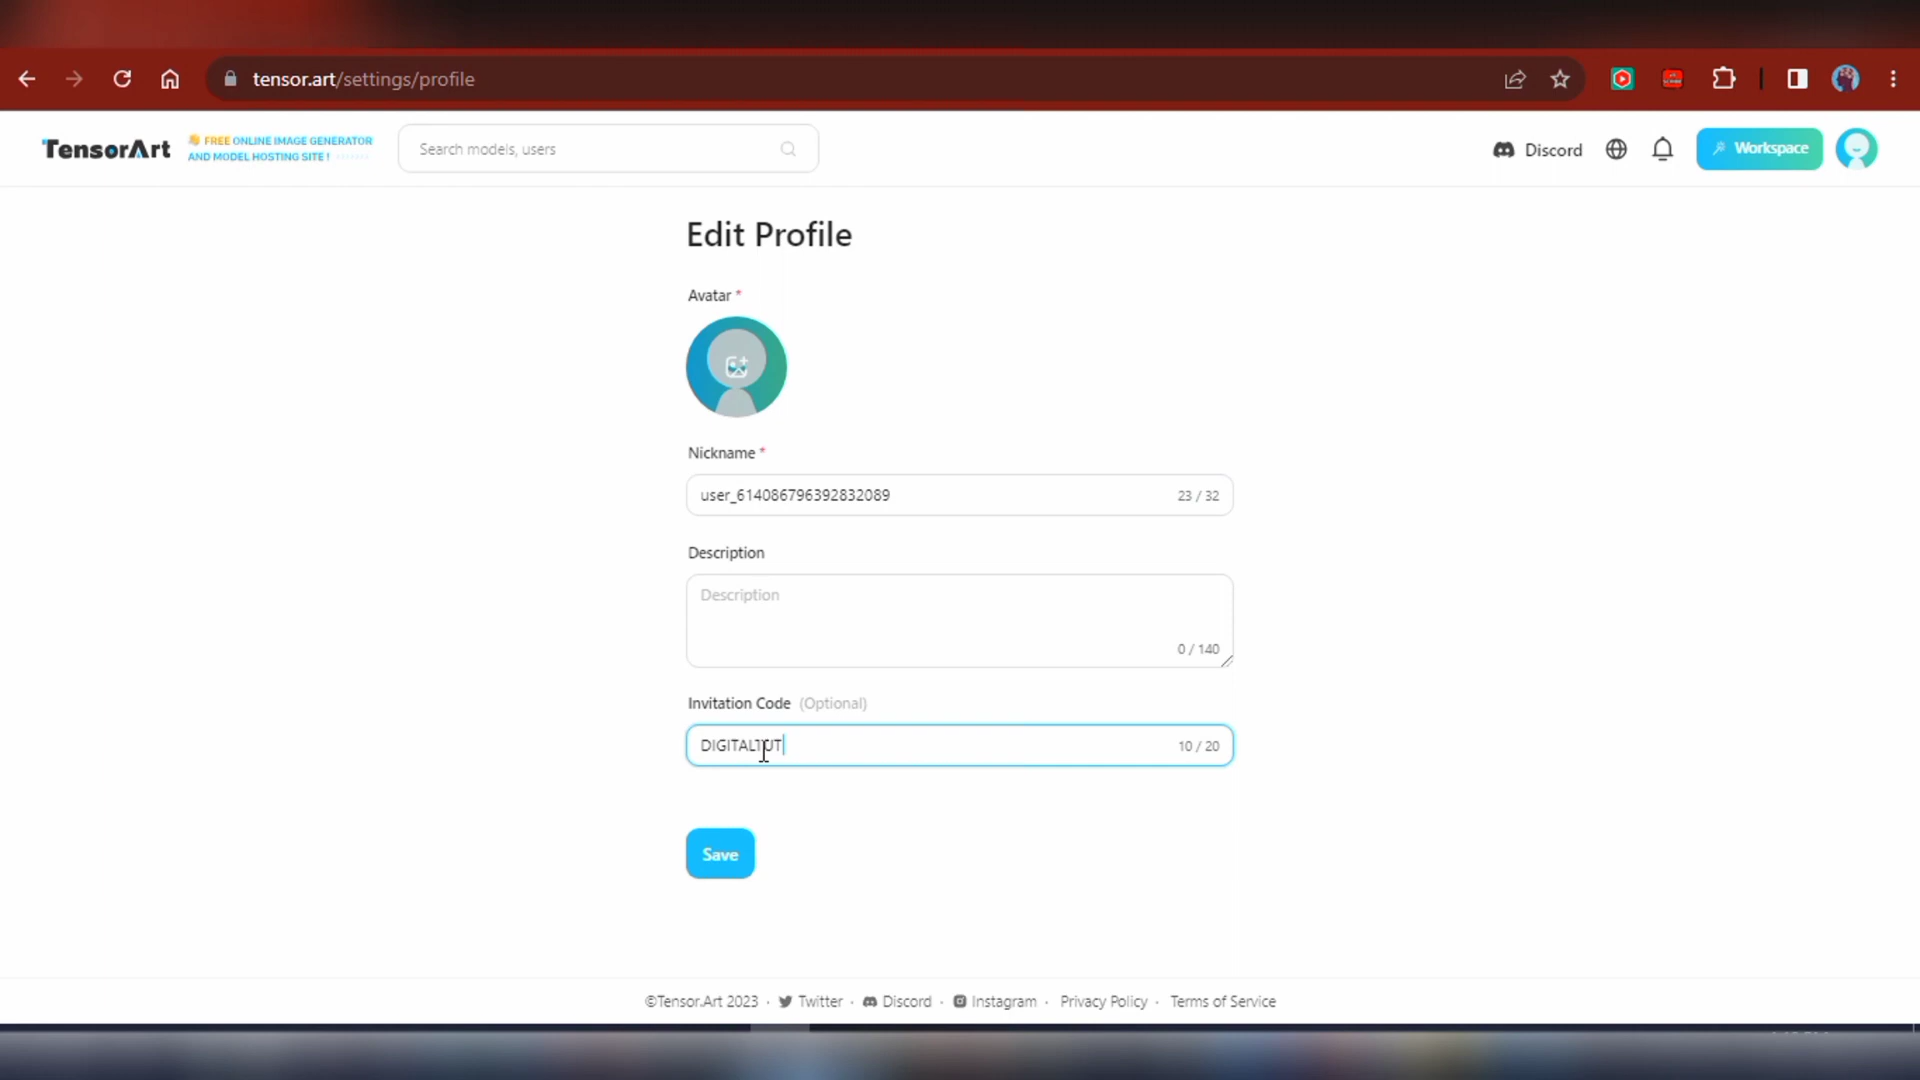 tensor.art/settings/profile
TensorArt
FREE ONLINE IMAGE GENERATOR
AND MODEL HOSTING SITE !
Search models, users
Discord
Workspace
Edit Profile
Avatar *
Nickname *
user_614086796392832089
23 / 32
Description
Description
0 / 140
Invitation Code (Optional)
DIGITALTUT
10 / 20
Save
©Tensor.Art 2023 · Twitter · Discord · Instagram · Privacy Policy · Terms of Service